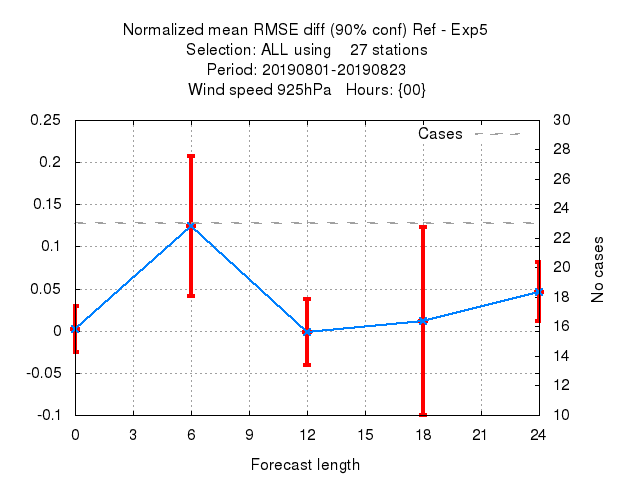 Normalized mean RMSE diff (90% conf) Ref - Exp5
Selection: ALL using    27 stations
Period: 20190801-20190823
Wind speed 925hPa   Hours: {00}
Cases
0.25
0.2
0.15
0.1
0.05
0
-0.05
-0.1
30
28
26
24
22
20
18
16
14
12
10
No cases
0 3 6 9 12 15 18 21 24
Forecast length